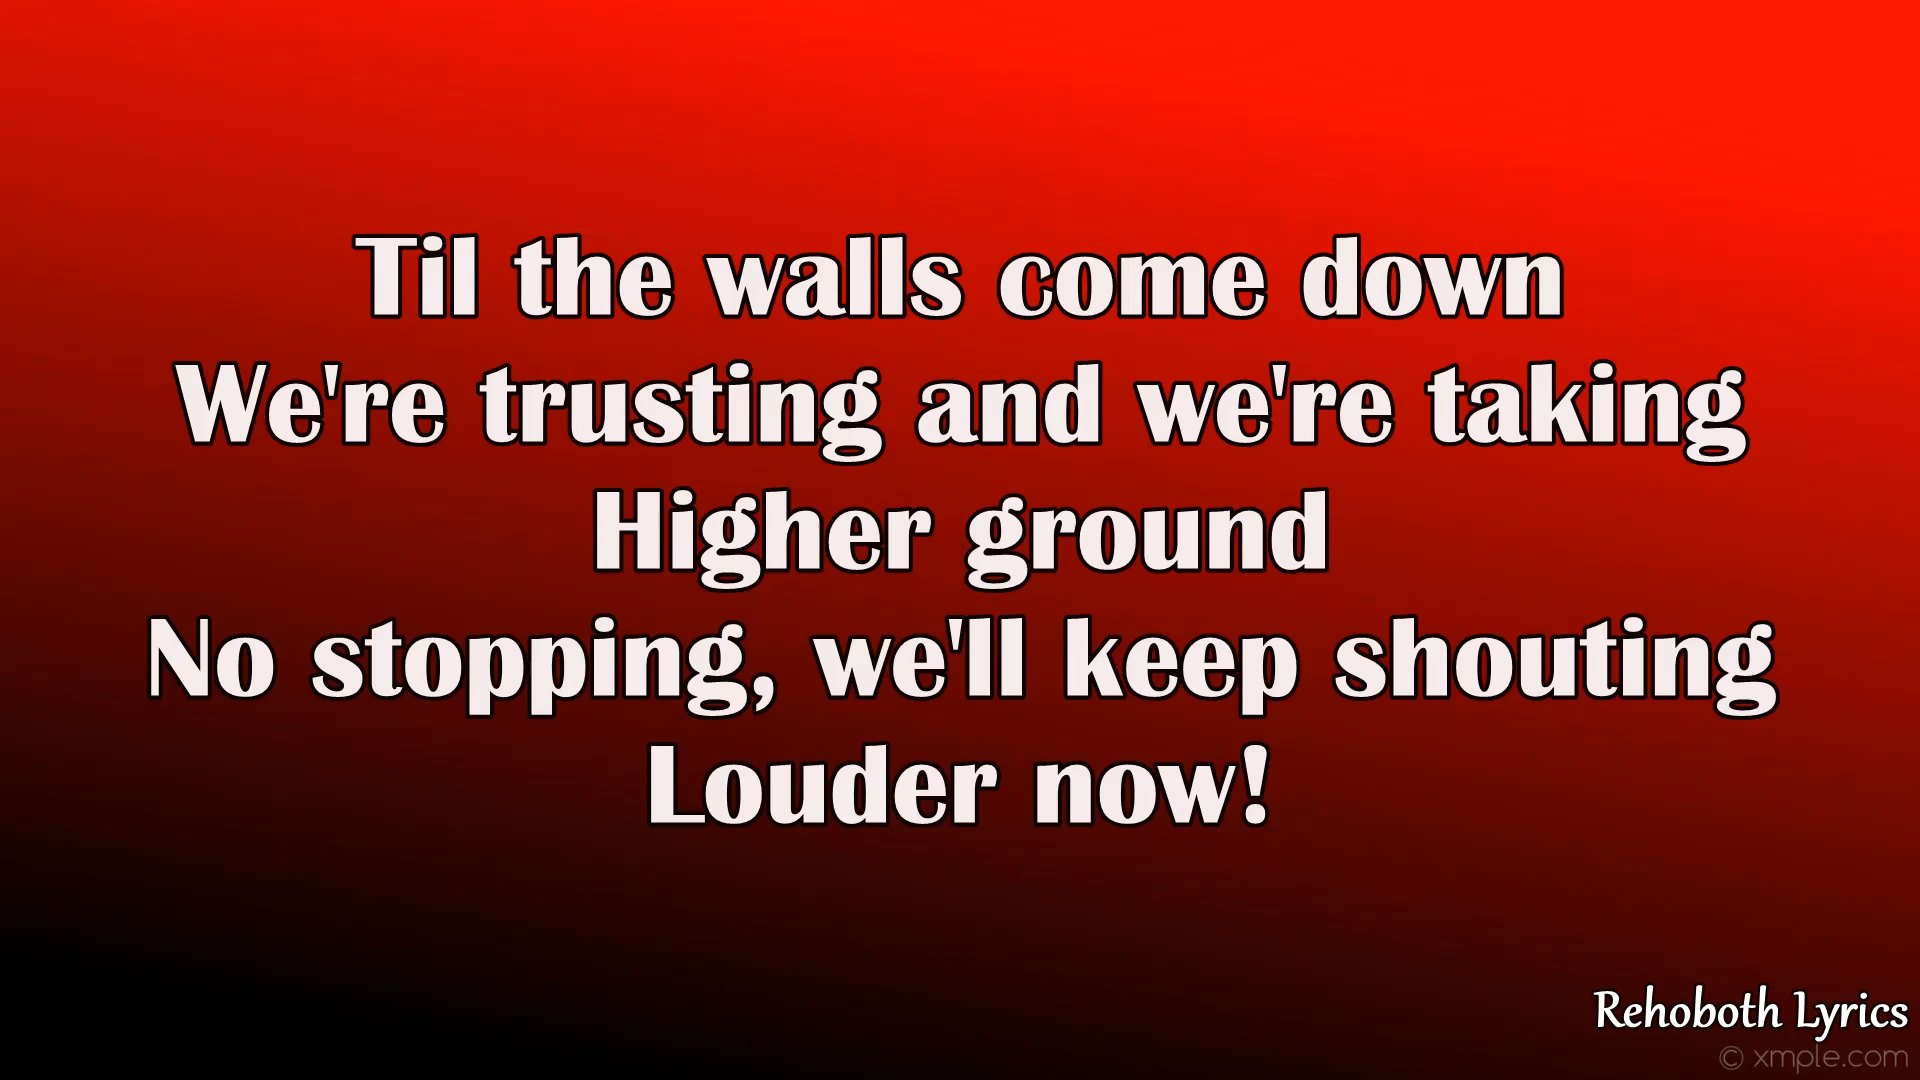 Til the walls come down
We're trusting and we're taking
Higher ground
No stopping, we'll keep shouting
Louder now!
Rehoboth Lyrics
© xmple.com